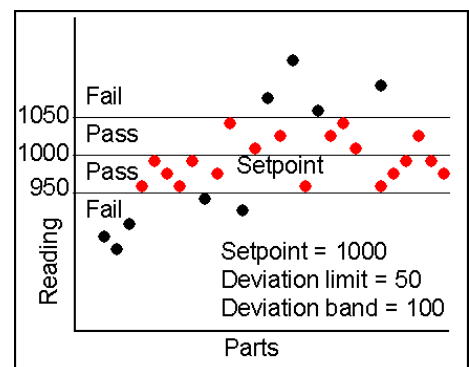 Fail
1050
Pass
1000
Setpoint
Pass
950
Fail
Reading
Setpoint = 1000
Deviation limit = 50
Deviation band = 100
Parts